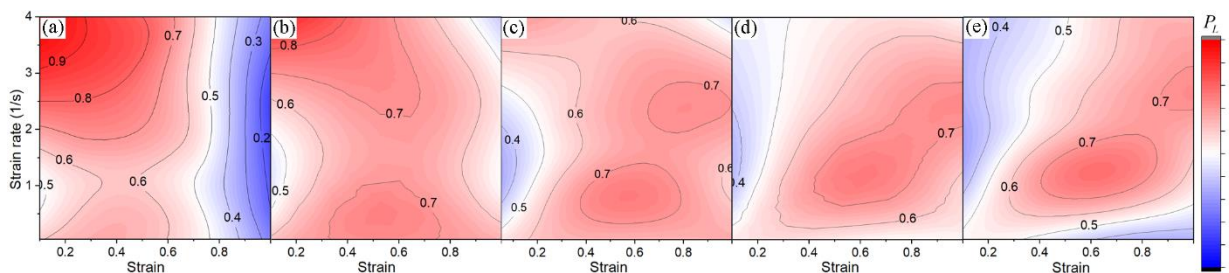 (a) (b) (c) (d) (e) P_L
4
3
2
1
Strain rate (1/s)
0.9 0.8 0.7 0.6 0.5 0.3 0.2 0.6 0.5 0.4
0.8 0.6 0.7 0.5 0.7
0.6 0.7 0.4 0.5 0.7
0.5 0.6 0.7 0.4 0.6
0.4 0.5 0.7 0.7 0.6 0.5
0.2 0.4 0.6 0.8 0.2 0.4 0.6 0.8 0.2 0.4 0.6 0.8 0.2 0.4 0.6 0.8 0.2 0.4 0.6 0.8
Strain Strain Strain Strain Strain